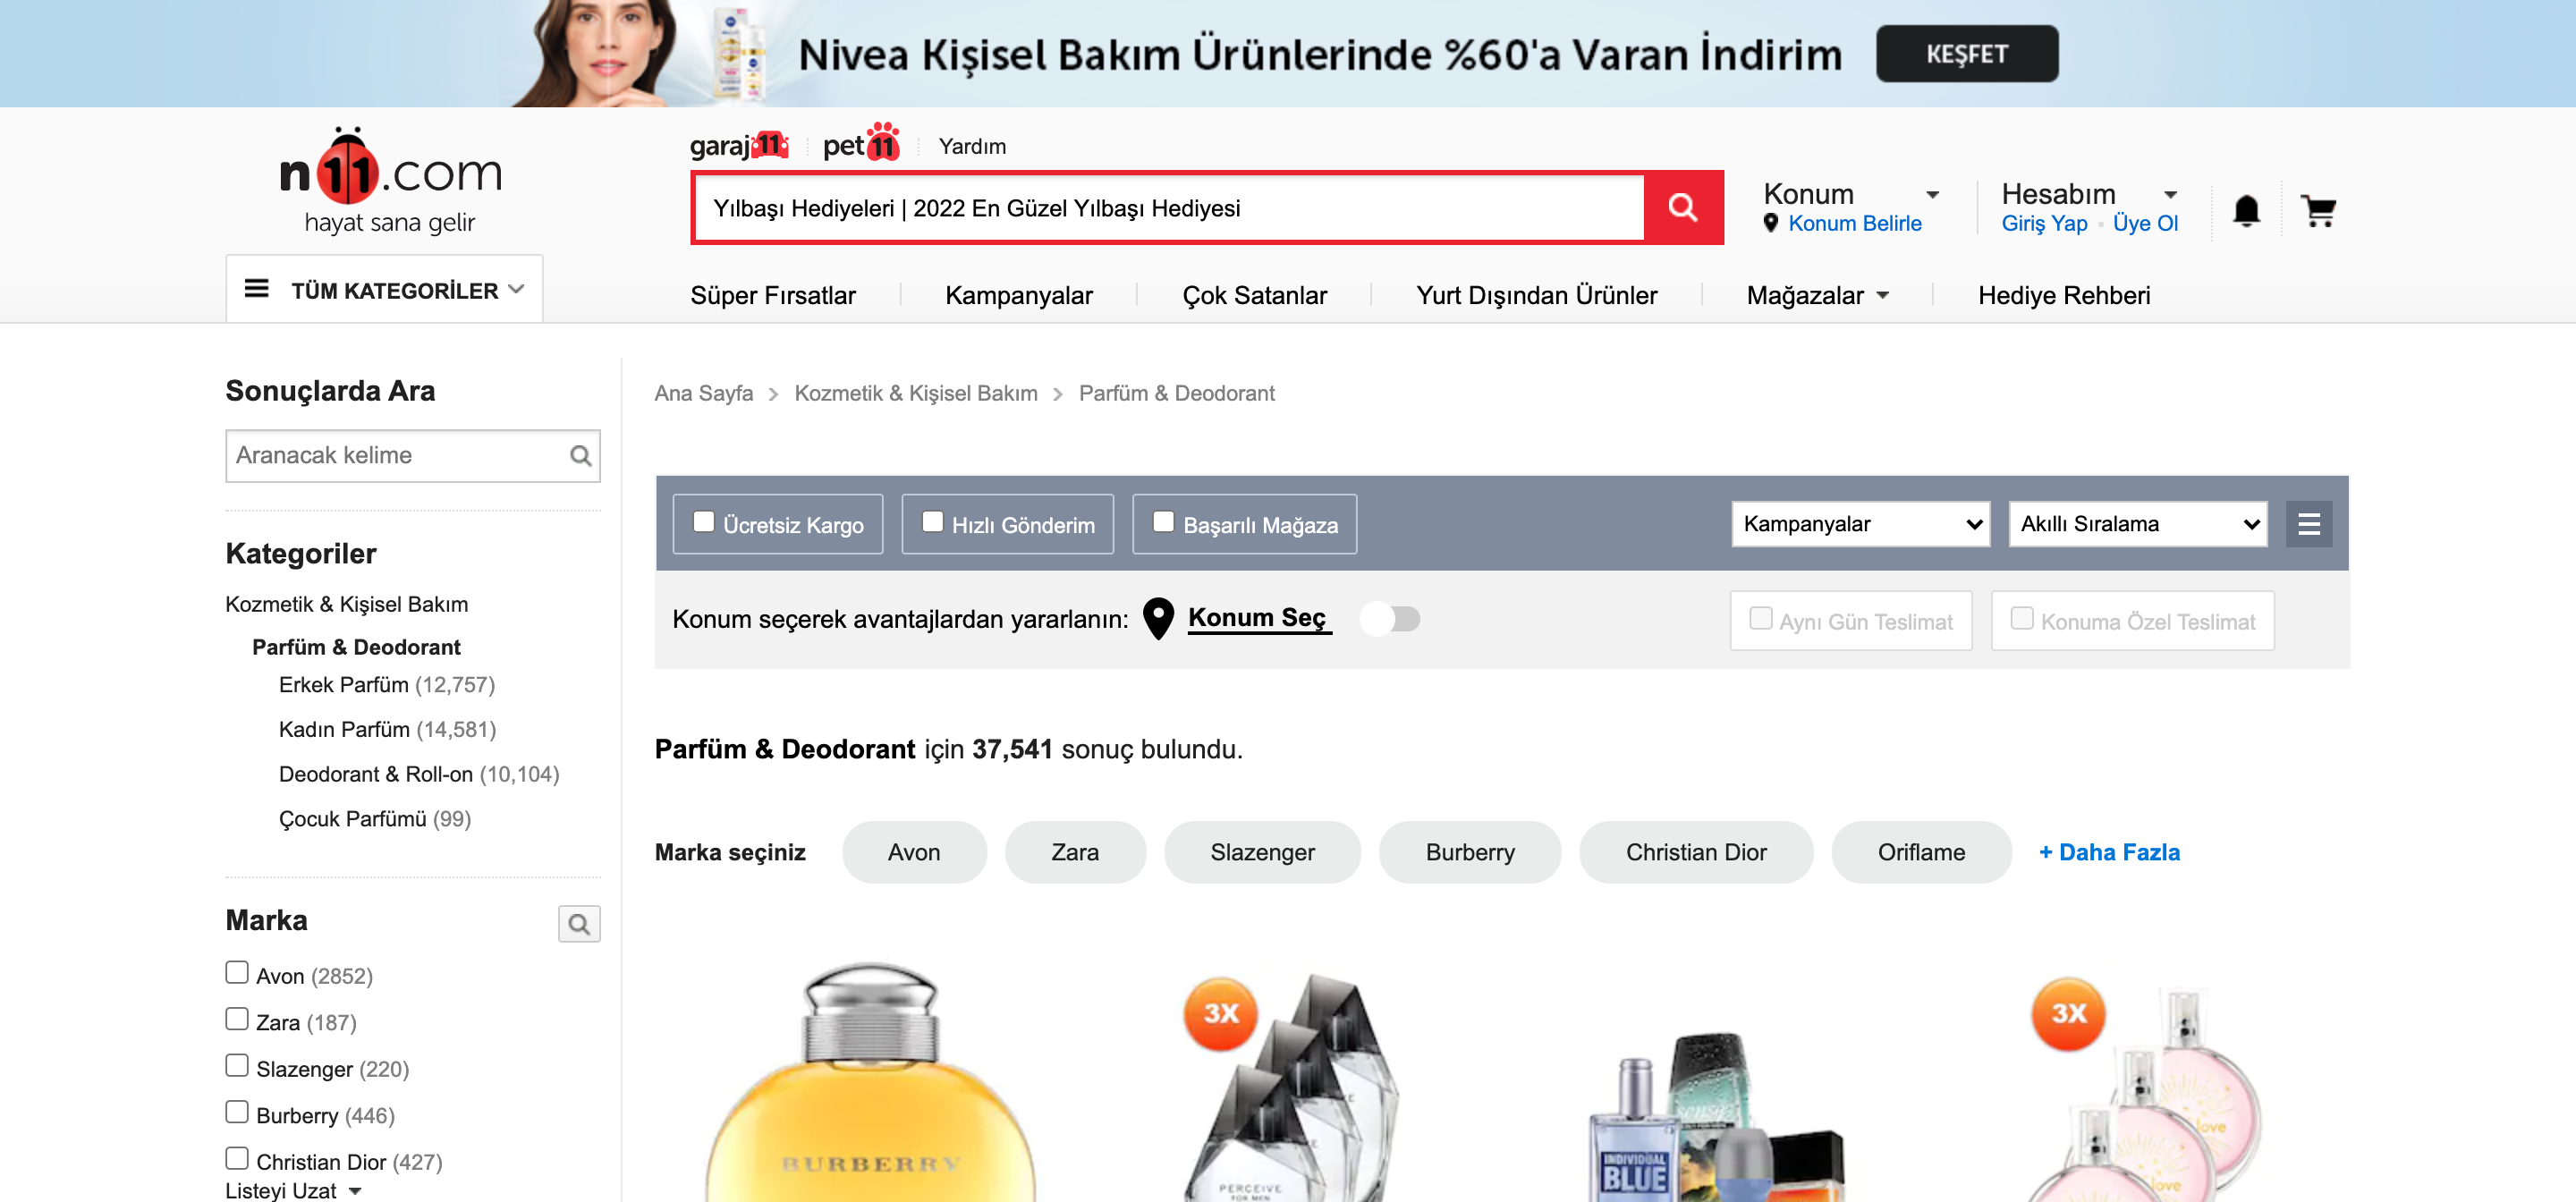 Nivea Kişisel Bakım Ürünlerinde %60'a Varan İndirim
KEŞFET
n11.com
hayat sana gelir
garaj11
pet11
Yardım
Yılbaşı Hediyeleri | 2022 En Güzel Yılbaşı Hediyesi
Konum
Konum Belirle
Hesabım
Giriş Yap
Üye Ol
TÜM KATEGORİLER
Süper Fırsatlar
Kampanyalar
Çok Satanlar
Yurt Dışından Ürünler
Mağazalar
Hediye Rehberi
Sonuçlarda Ara
Aranacak kelime
Kategoriler
Kozmetik & Kişisel Bakım
Parfüm & Deodorant
Erkek Parfüm (12,757)
Kadın Parfüm (14,581)
Deodorant & Roll-on (10,104)
Çocuk Parfümü (99)
Marka
Avon (2852)
Zara (187)
Slazenger (220)
Burberry (446)
Christian Dior (427)
Listeyi Uzat
Ana Sayfa > Kozmetik & Kişisel Bakım > Parfüm & Deodorant
Ücretsiz Kargo
Hızlı Gönderim
Başarılı Mağaza
Kampanyalar
Akıllı Sıralama
Konum seçerek avantajlardan yararlanın:
Konum Seç
Aynı Gün Teslimat
Konuma Özel Teslimat
Parfüm & Deodorant için 37,541 sonuç bulundu.
Marka seçiniz
Avon
Zara
Slazenger
Burberry
Christian Dior
Oriflame
+ Daha Fazla
BURBERRY
3X
PERCEIVE
FOR MEN
INDIVIDUAL
BLUE
3X
love
love